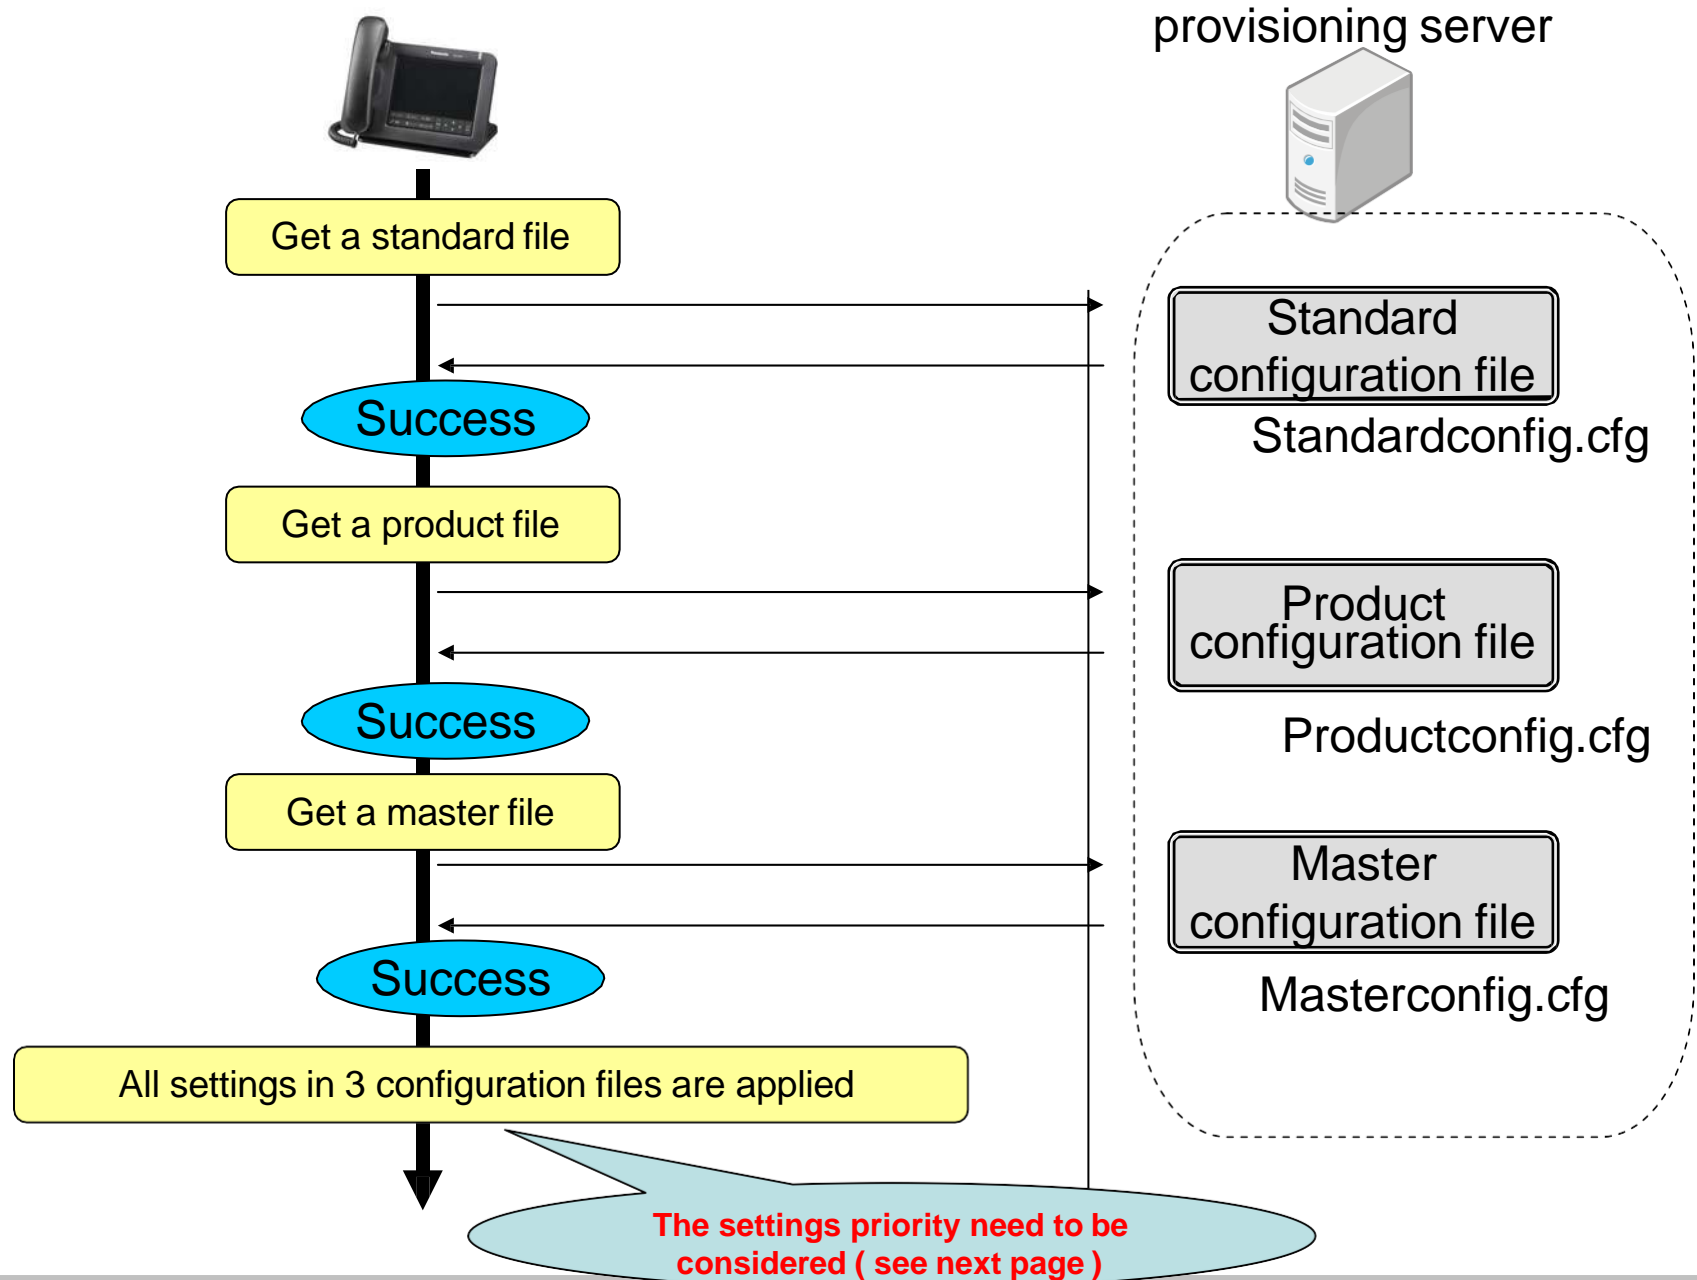 provisioning server
Get a standard file
Standard
configuration file
Success
Standardconfig.cfg
Get a product file
Product
configuration file
Success
Productconfig.cfg
Get a master file
Master
configuration file
Success
Masterconfig.cfg
All settings in 3 configuration files are applied
The settings priority need to be
considered ( see next page )